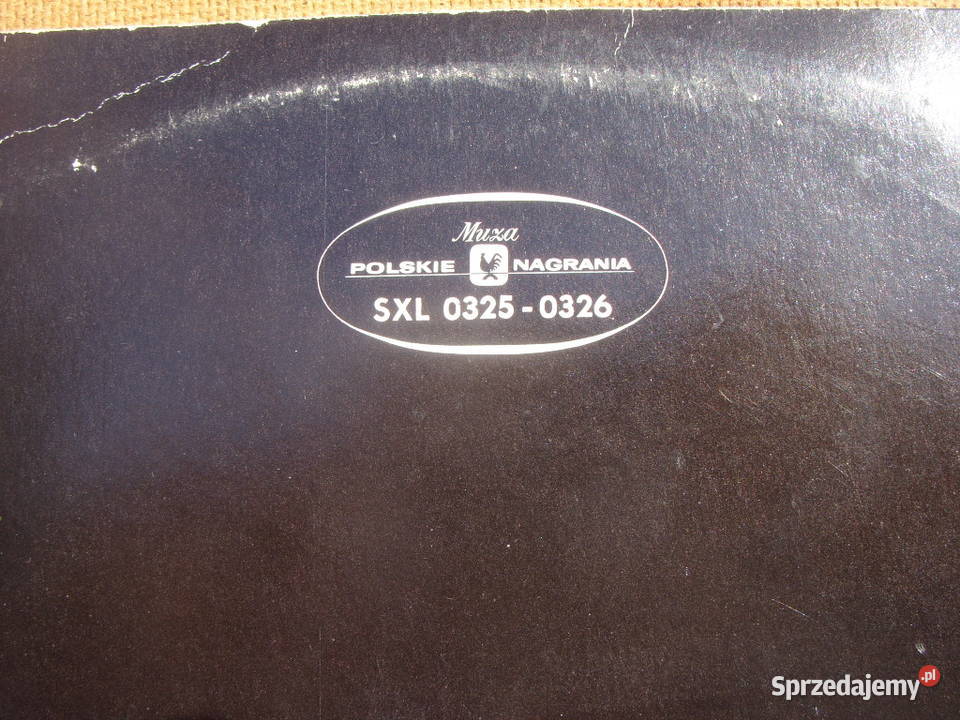 Muza
POLSKIE NAGRANIA
SXL 0325-0326
Sprzedajemy.pl